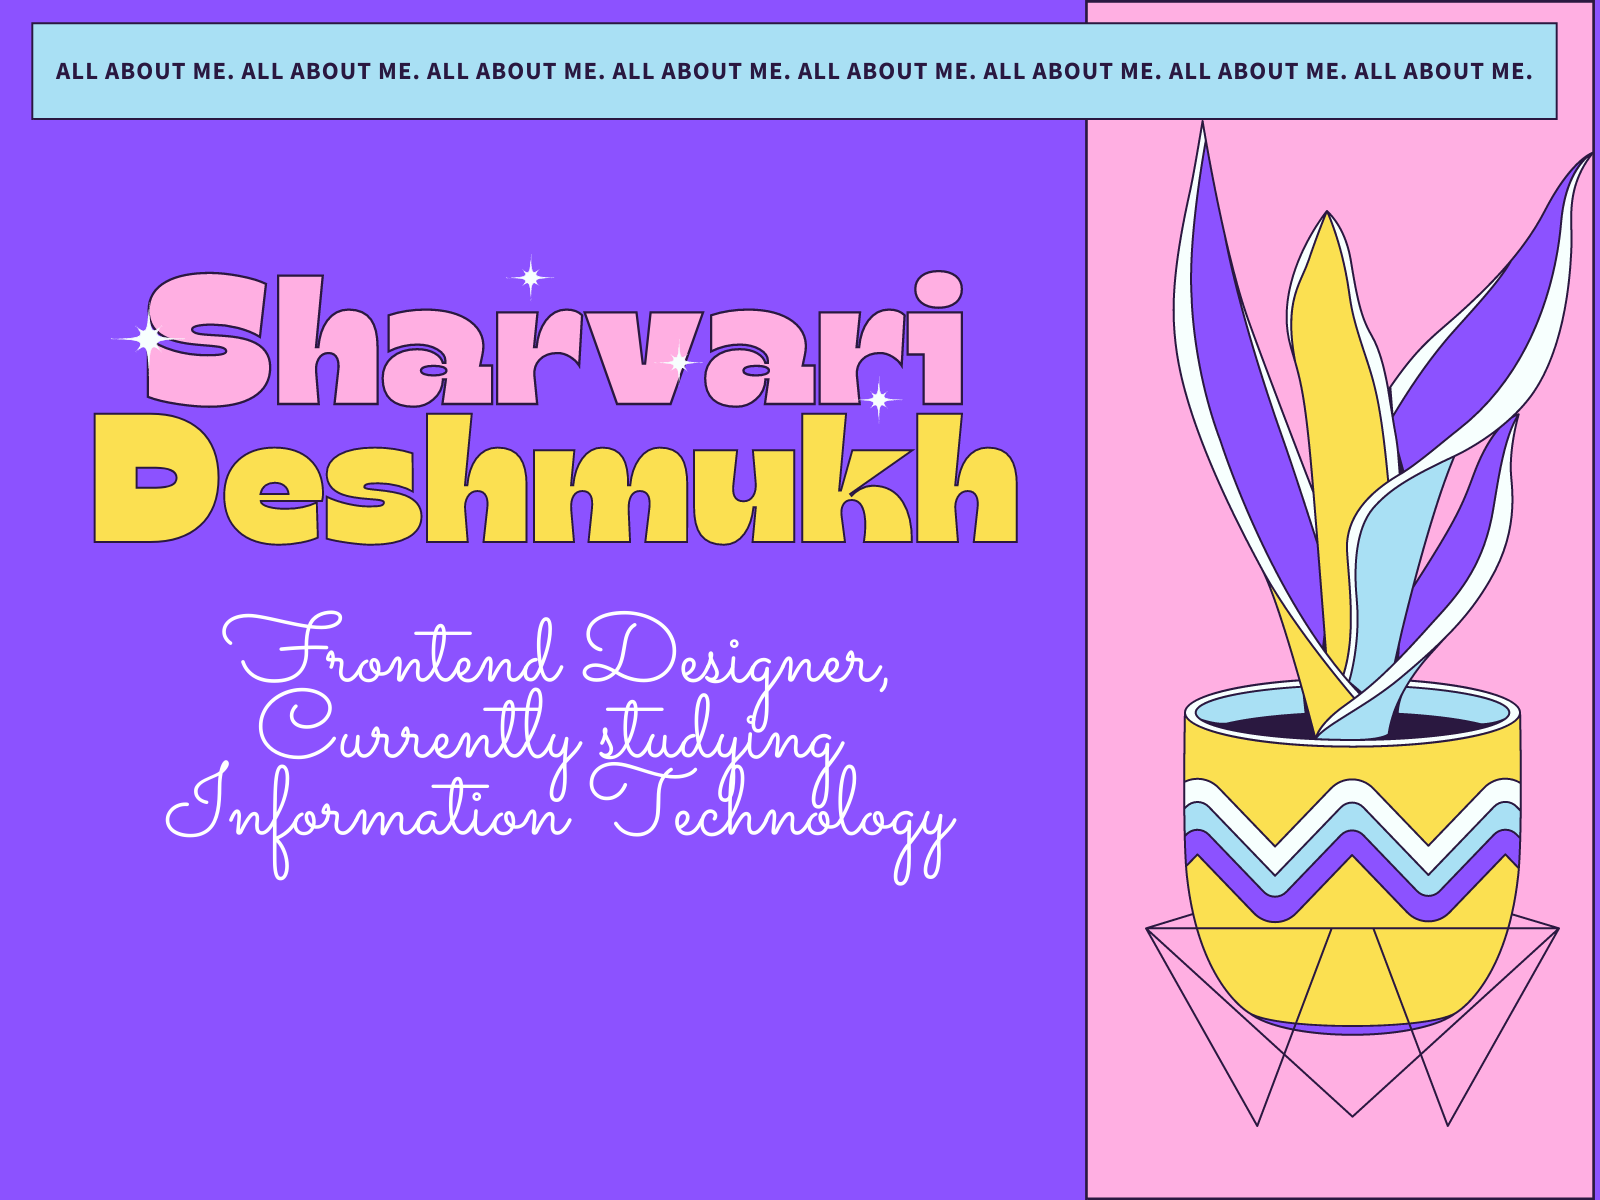 ALL ABOUT ME. ALL ABOUT ME. ALL ABOUT ME. ALL ABOUT ME. ALL ABOUT ME. ALL ABOUT ME. ALL ABOUT ME. ALL ABOUT ME.
Sharvari
Deshmukh
Frontend Designer,
Currently studying
Information Technology